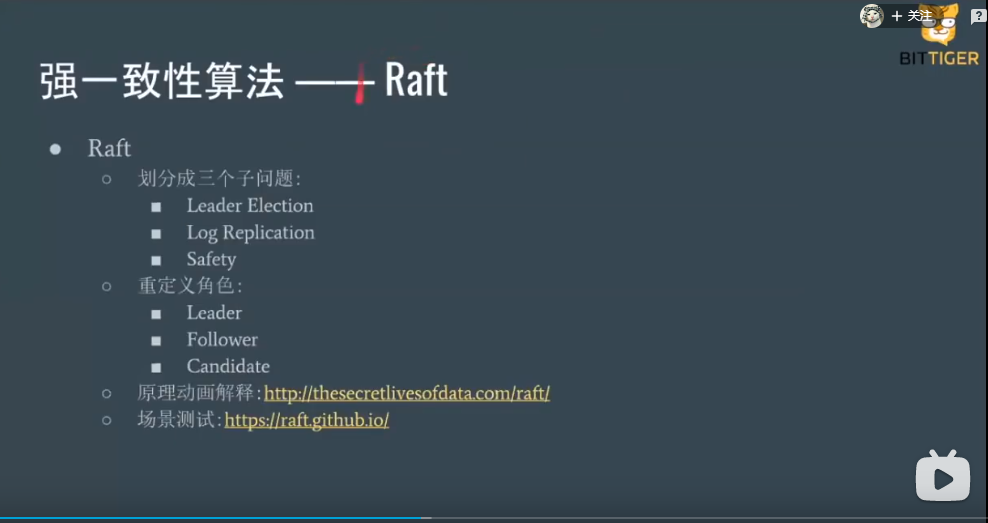 + 关注
?
BITTIGER
强一致性算法 —— Raft
● Raft
○ 划分成三个子问题：
■ Leader Election
■ Log Replication
■ Safety
○ 重定义角色：
■ Leader
■ Follower
■ Candidate
○ 原理动画解释：http://thesecretlivesofdata.com/raft/
○ 场景测试：https://raft.github.io/